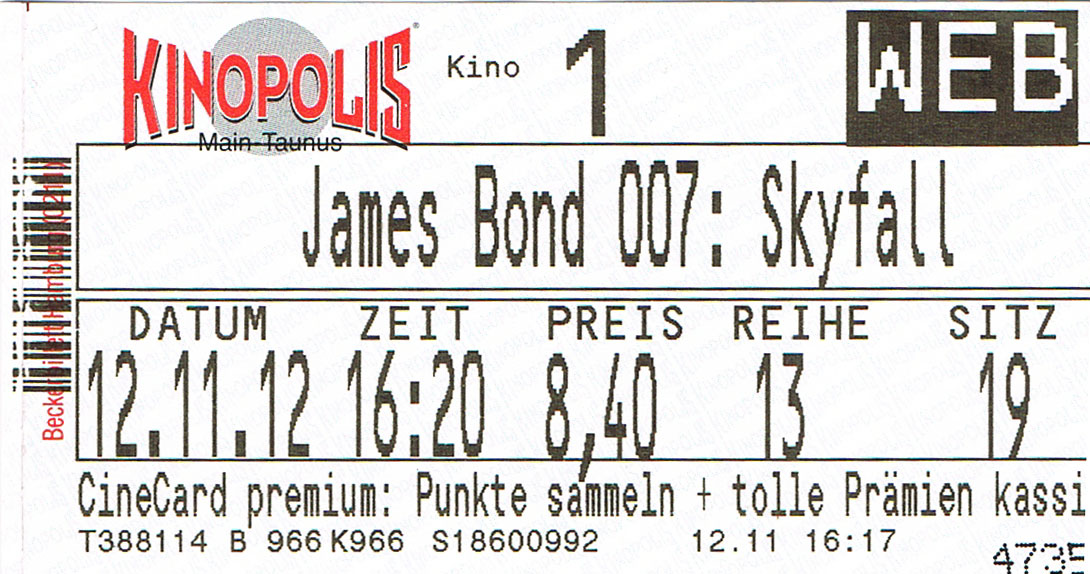 KINOPOLIS
Main-Taunus
Kino 1
WEB
James Bond 007: Skyfall
DATUM ZEIT PREIS REIHE SITZ
12.11.12 16:20 8,40 13 19
CineCard premium: Punkte sammeln + tolle Prämien kassi
T388114 B 966 K966 S18600992 12.11 16:17
4735